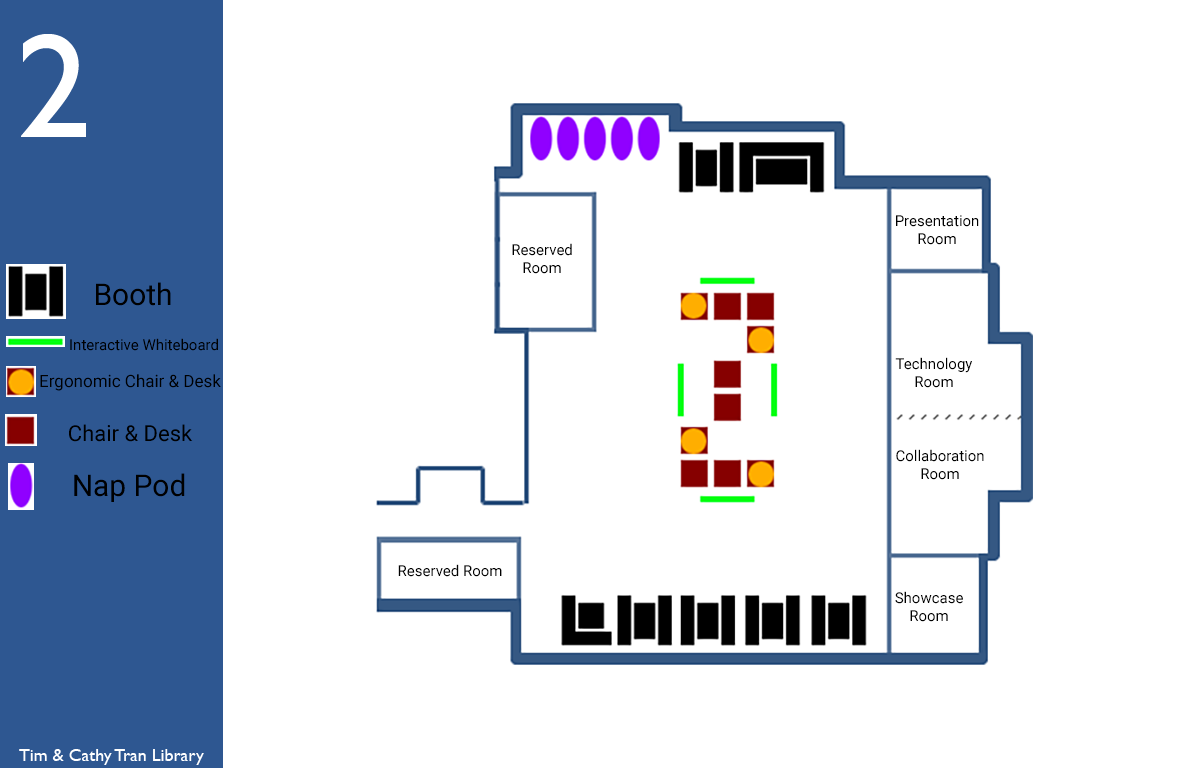 2
Booth
Interactive Whiteboard
Ergonomic Chair & Desk
Chair & Desk
Nap Pod
Tim & Cathy Tran Library
Reserved
Room
Presentation
Room
Technology
Room
Collaboration
Room
Reserved Room
Showcase
Room